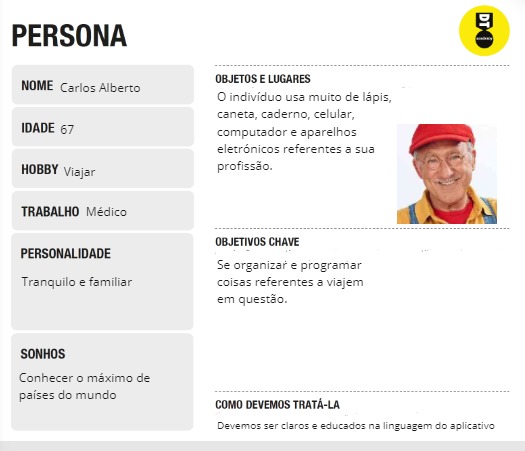 PERSONA
NOME Carlos Alberto
IDADE 67
HOBBY Viajar
TRABALHO Médico
PERSONALIDADE
Tranquilo e familiar
SONHOS
Conhecer o máximo de
países do mundo
OBJETOS E LUGARES
O indivíduo usa muito de lápis,
caneta, caderno, celular,
computador e aparelhos
eletrónicos referentes a sua
profissão.
OBJETIVOS CHAVE
Se organizar e programar
coisas referentes a viajem
em questão.
COMO DEVEMOS TRATÁ-LA
Devemos ser claros e educados na linguagem do aplicativo